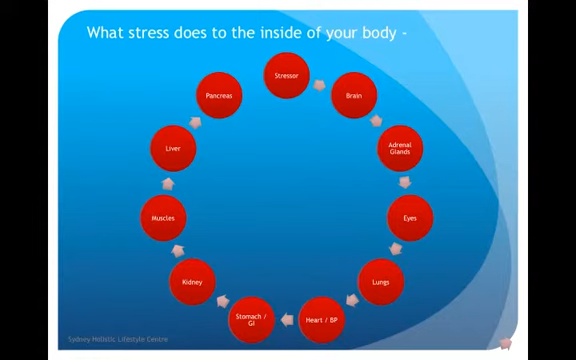 What stress does to the inside of your body -
Stressor
Brain
Adrenal
Glands
Eyes
Lungs
Heart / BP
Stomach /
GI
Kidney
Muscles
Liver
Pancreas
Sydney Holistic Lifestyle Centre